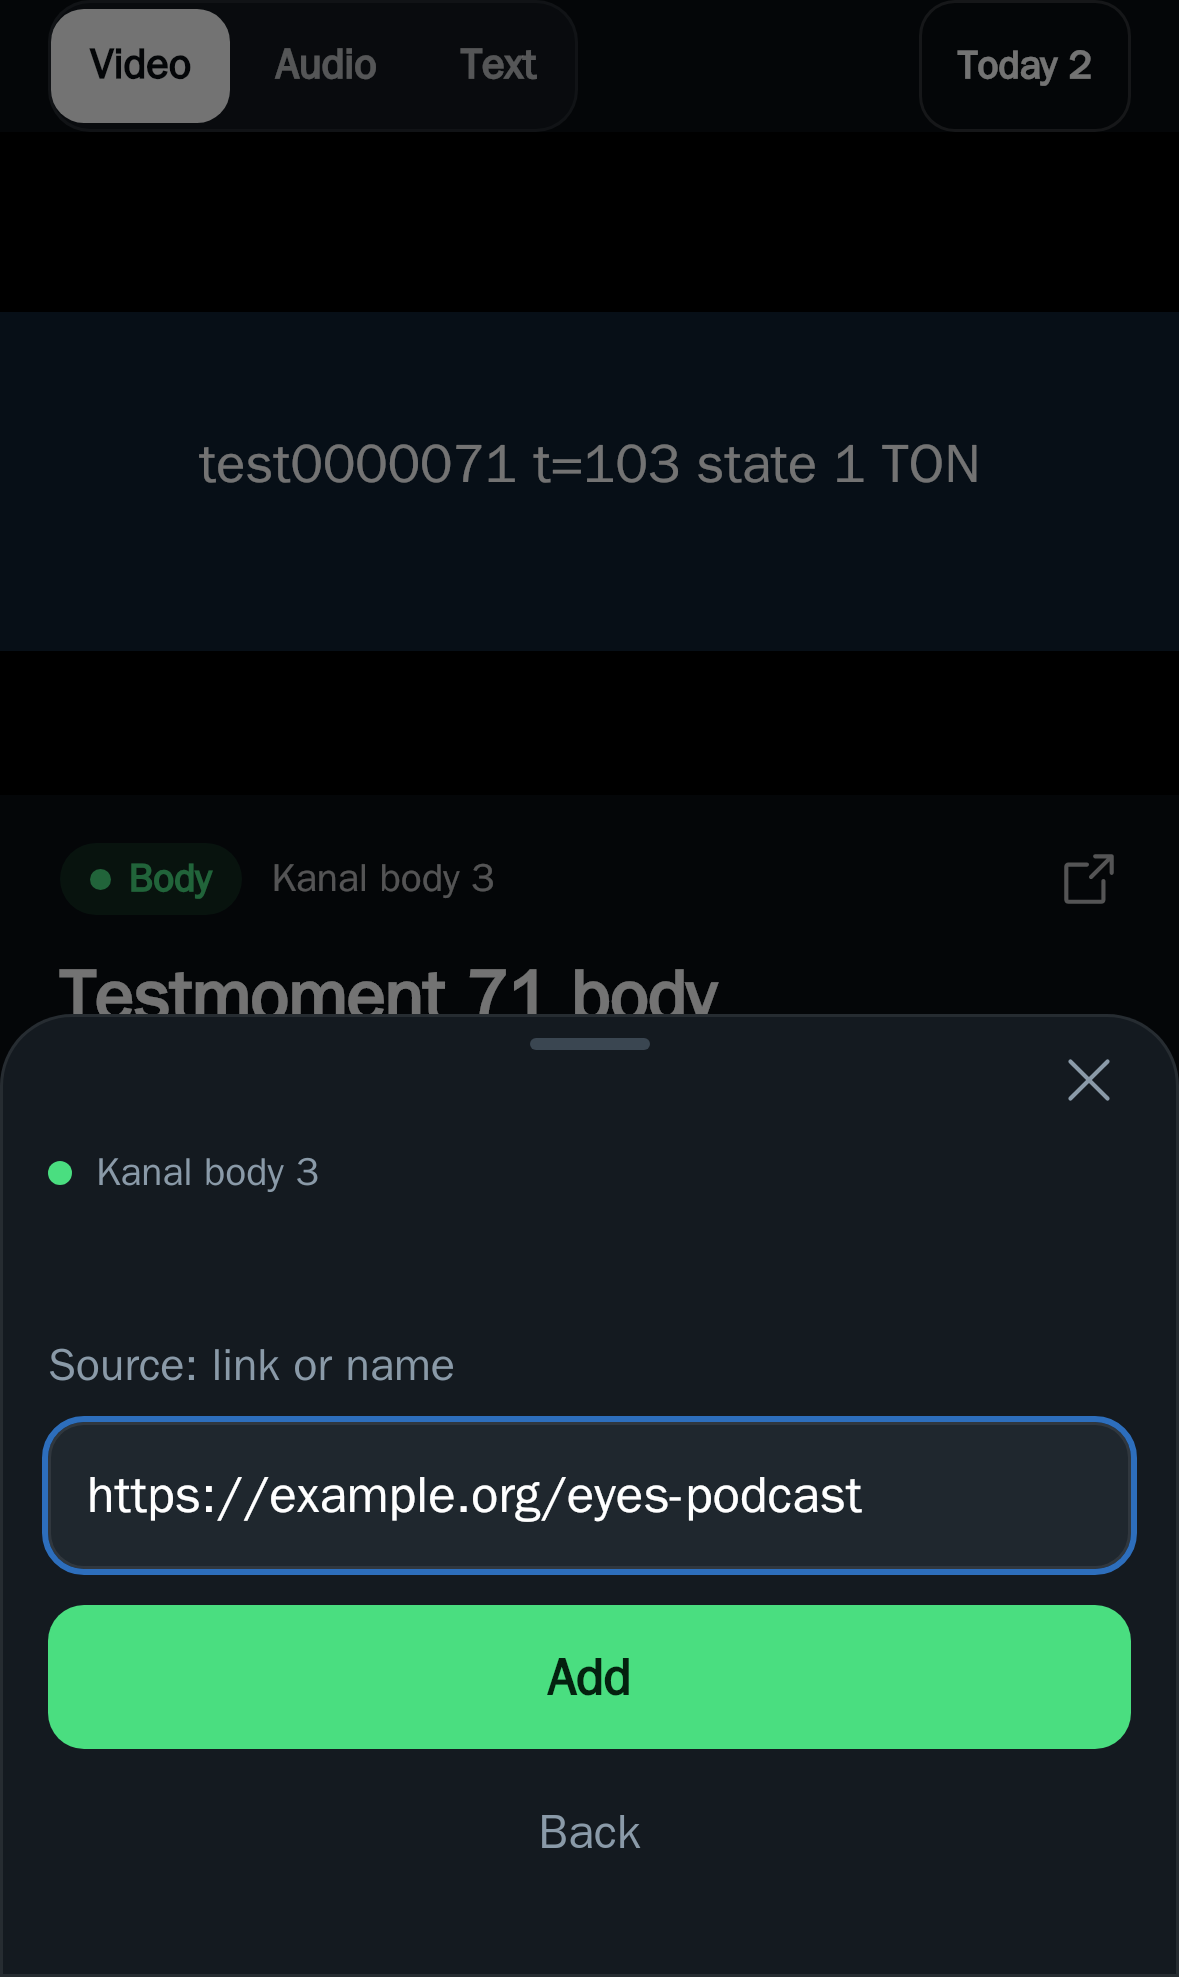 Video Audio Text Today 2
test0000071 t=103 state 1 TON
Body Kanal body 3
Testmoment 71 body
Kanal body 3
Source: link or name
https://example.org/eyes-podcast
Add
Back